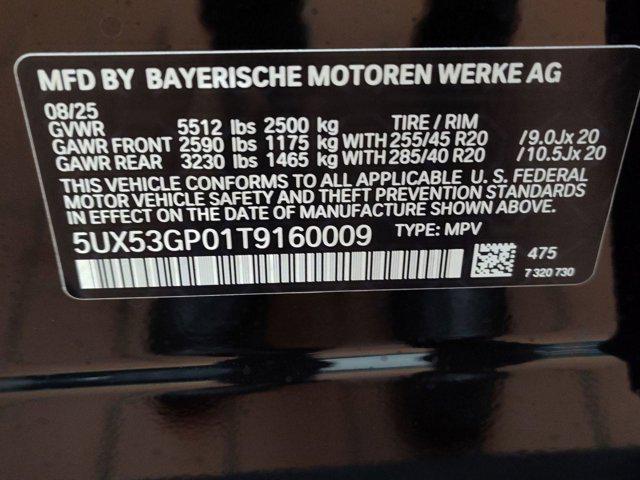 MFD BY BAYERISCHE MOTOREN WERKE AG
08/25 TIRE / RIM
GVWR 5512 lbs 2500 kg
GAWR FRONT 2590 lbs 1175 kg WITH 255/45 R20 /9.0Jx 20
GAWR REAR 3230 lbs 1465 kg WITH 285/40 R20 /10.5Jx 20
THIS VEHICLE CONFORMS TO ALL APPLICABLE U. S. FEDERAL
MOTOR VEHICLE SAFETY AND THEFT PREVENTION STANDARDS
IN EFFECT ON THE DATE OF MANUFACTURE SHOWN ABOVE.
5UX53GP01T9160009 TYPE: MPV
475
7 320 730